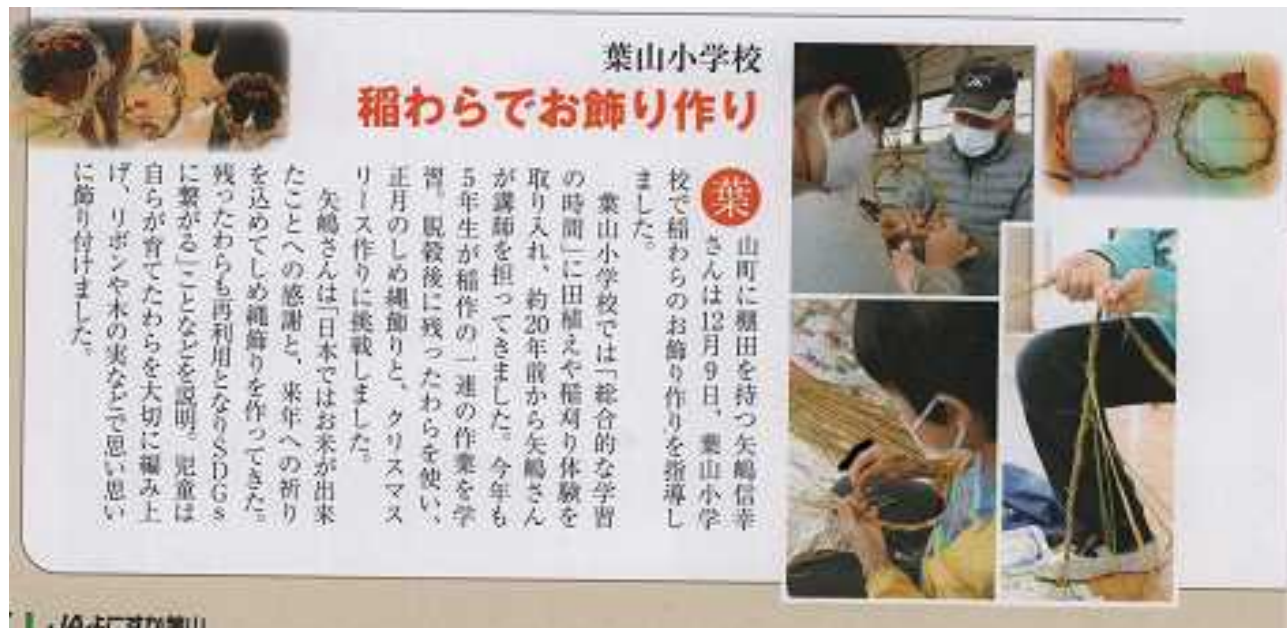 葉山小学校
稲わらでお飾り作り
葉山町に棚田を持つ矢嶋信幸
さんは12月9日、葉山小学
校で稲わらのお飾り作りを指導し
ました。
葉山小学校では「総合的な学習
の時間」に田植えや稲刈り体験を
取り入れ、約20年前から矢嶋さん
が講師を担ってきました。今年も
5年生が稲作の一連の作業を学
習。脱穀後に残ったわらを使い、
正月のしめ縄飾りと、クリスマス
リース作りに挑戦しました。
矢嶋さんは「日本ではお米が出来
たことへの感謝と、来年への祈り
を込めてしめ縄飾りを作ってきた。
残ったわらも再利用となりSDGs
に繋がる」ことなどを説明。児童は
自らが育てたわらを大切に編み上
げ、リボンや木の実などで思い思い
に飾り付けました。